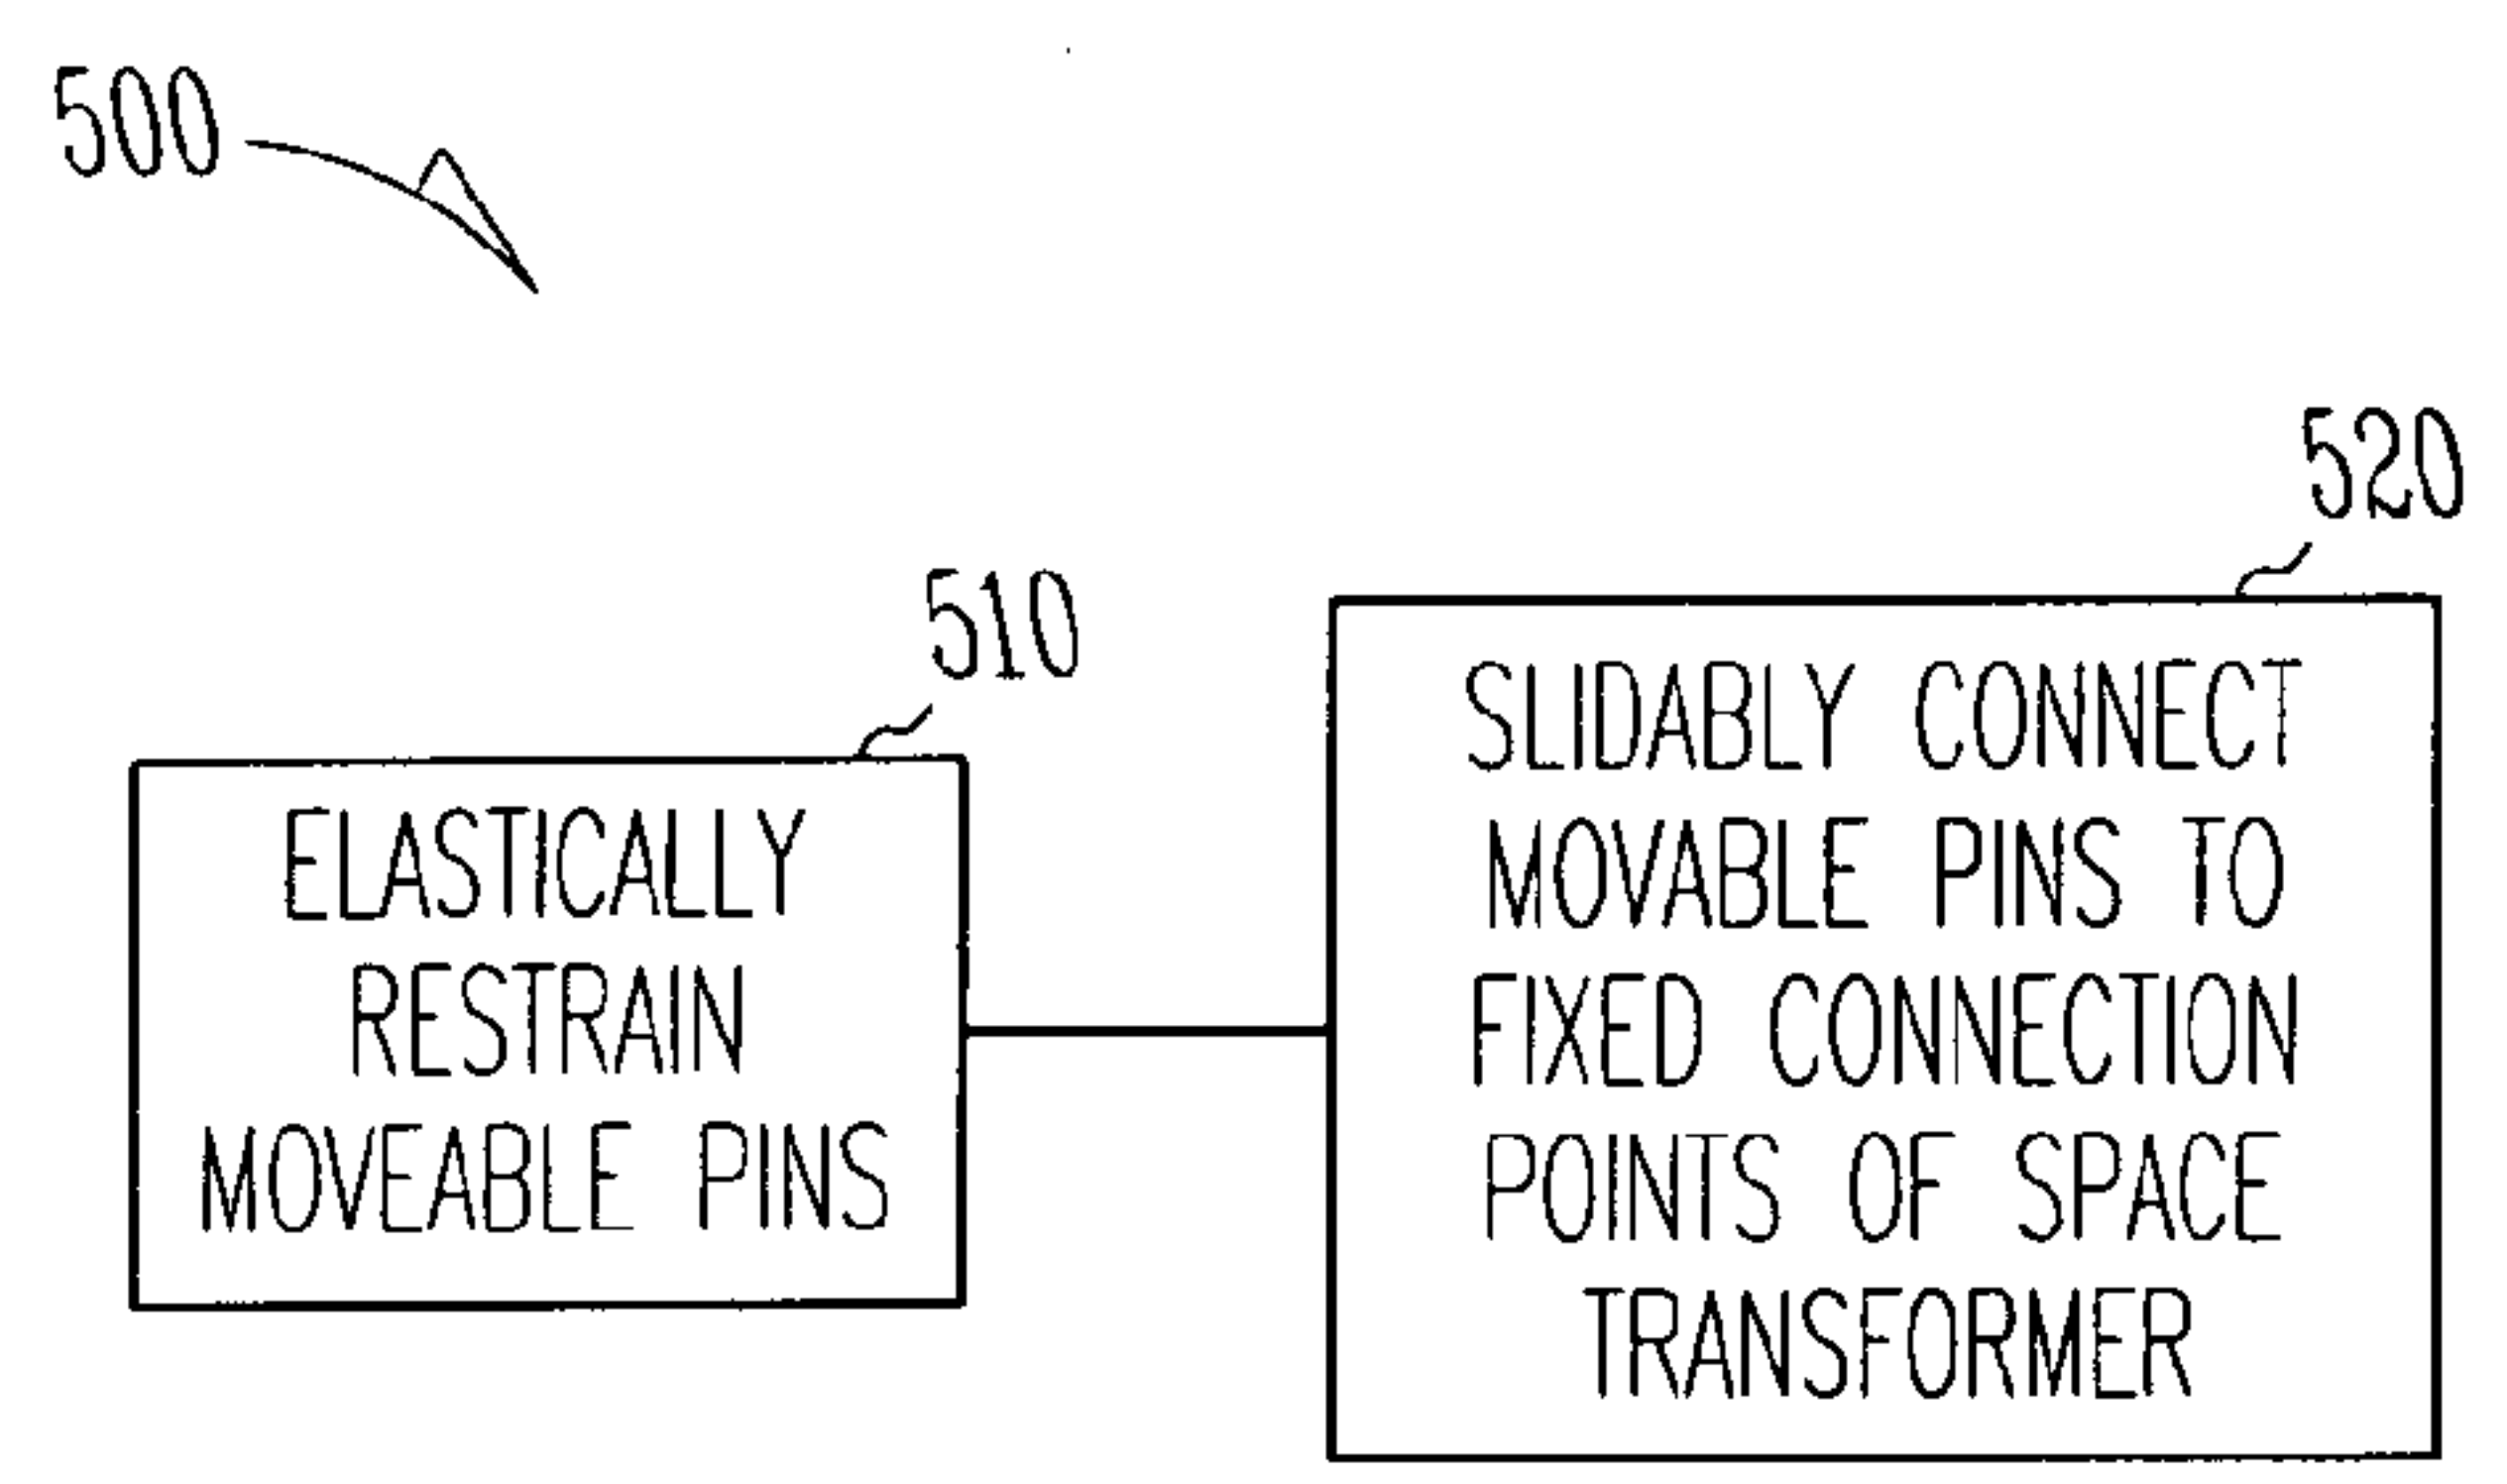 500
510
ELASTICALLY
RESTRAIN
MOVEABLE PINS
520
SLIDABLY CONNECT
MOVABLE PINS TO
FIXED CONNECTION
POINTS OF SPACE
TRANSFORMER